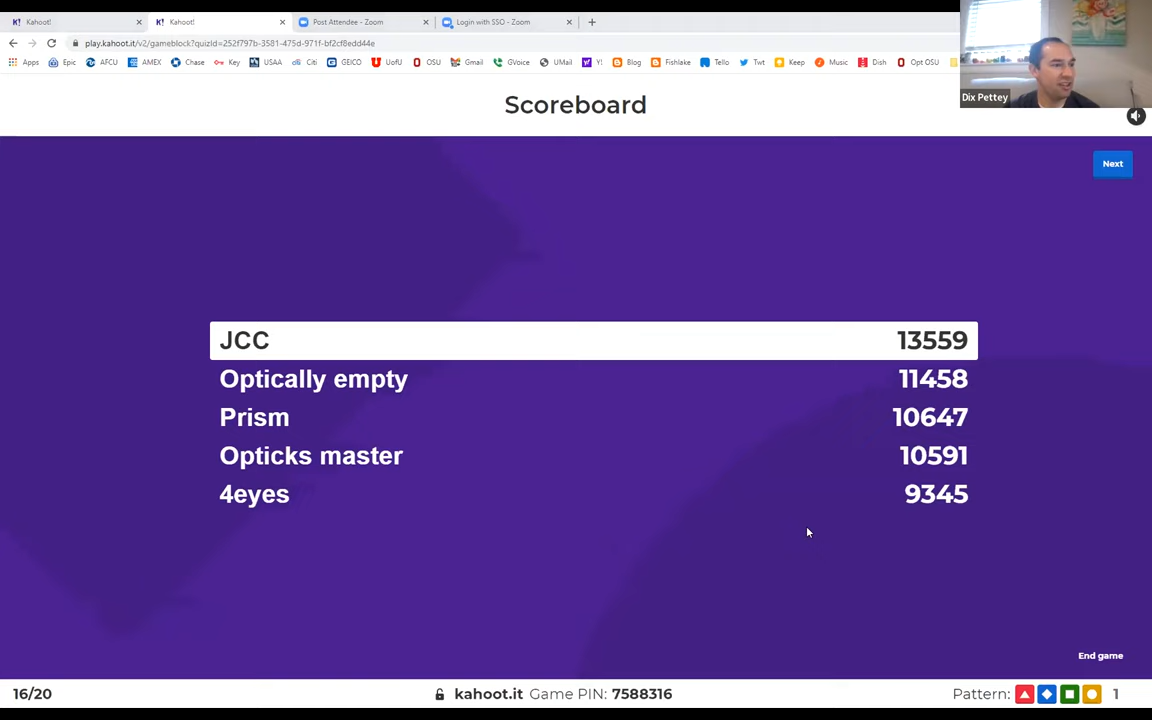 K! Kahoot!
K! Kahoot!
Post Attendee - Zoom
Login with SSO - Zoom
play.kahoot.it/v2/gameblock?quizId=252f797b-3581-475d-971f-bf2cf8edd44e
Apps Epic AFCU AMEX Chase Key USAA citi Citi GEICO UofU OSU Gmail GVoice UMail Y! Blog Fishlake Tello Twt Keep Music Dish Opt OSU
Dix Pettey
Scoreboard
Next
JCC 13559
Optically empty 11458
Prism 10647
Opticks master 10591
4eyes 9345
End game
16/20 kahoot.it Game PIN: 7588316 Pattern: 1